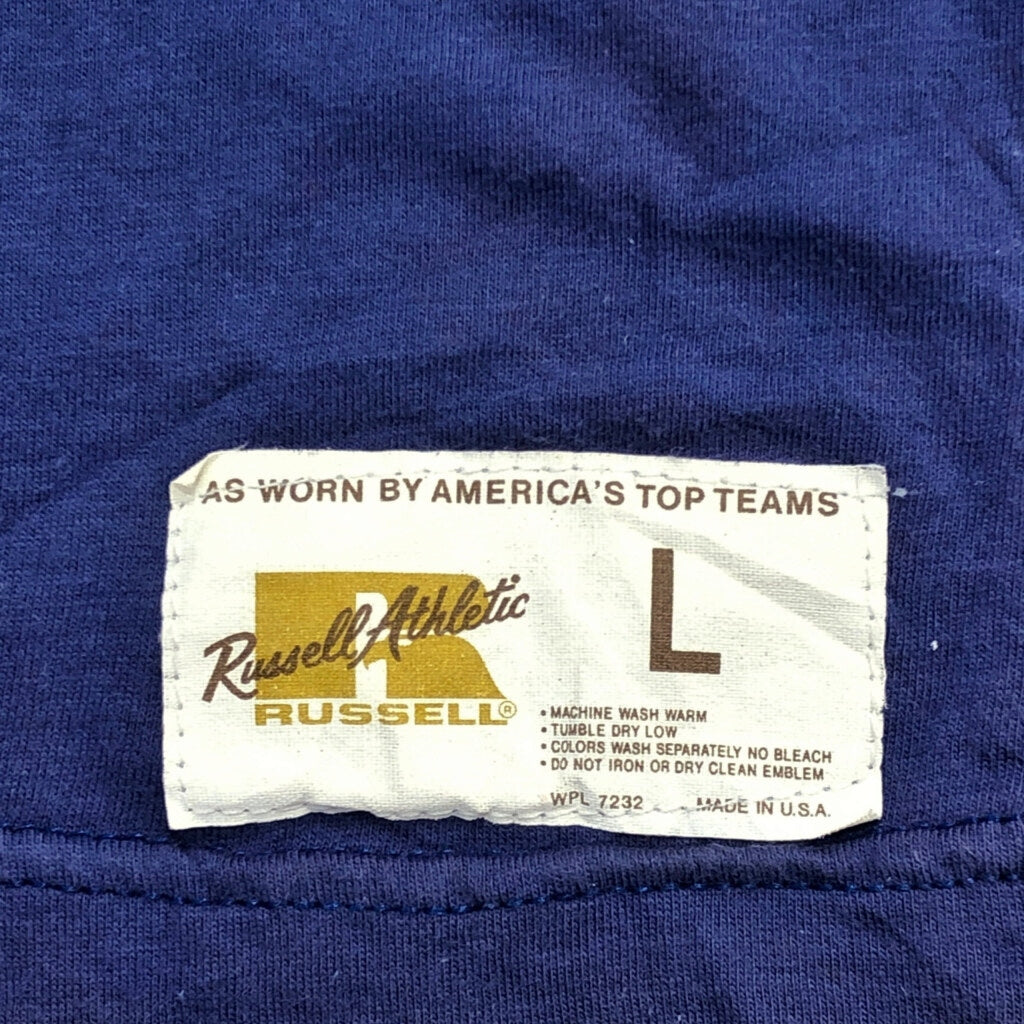 AS WORN BY AMERICA'S TOP TEAMS
Russell Athletic
R
RUSSELL®
L
• MACHINE WASH WARM
• TUMBLE DRY LOW
• COLORS WASH SEPARATELY NO BLEACH
• DO NOT IRON OR DRY CLEAN EMBLEM
WPL 7232 MADE IN U.S.A.